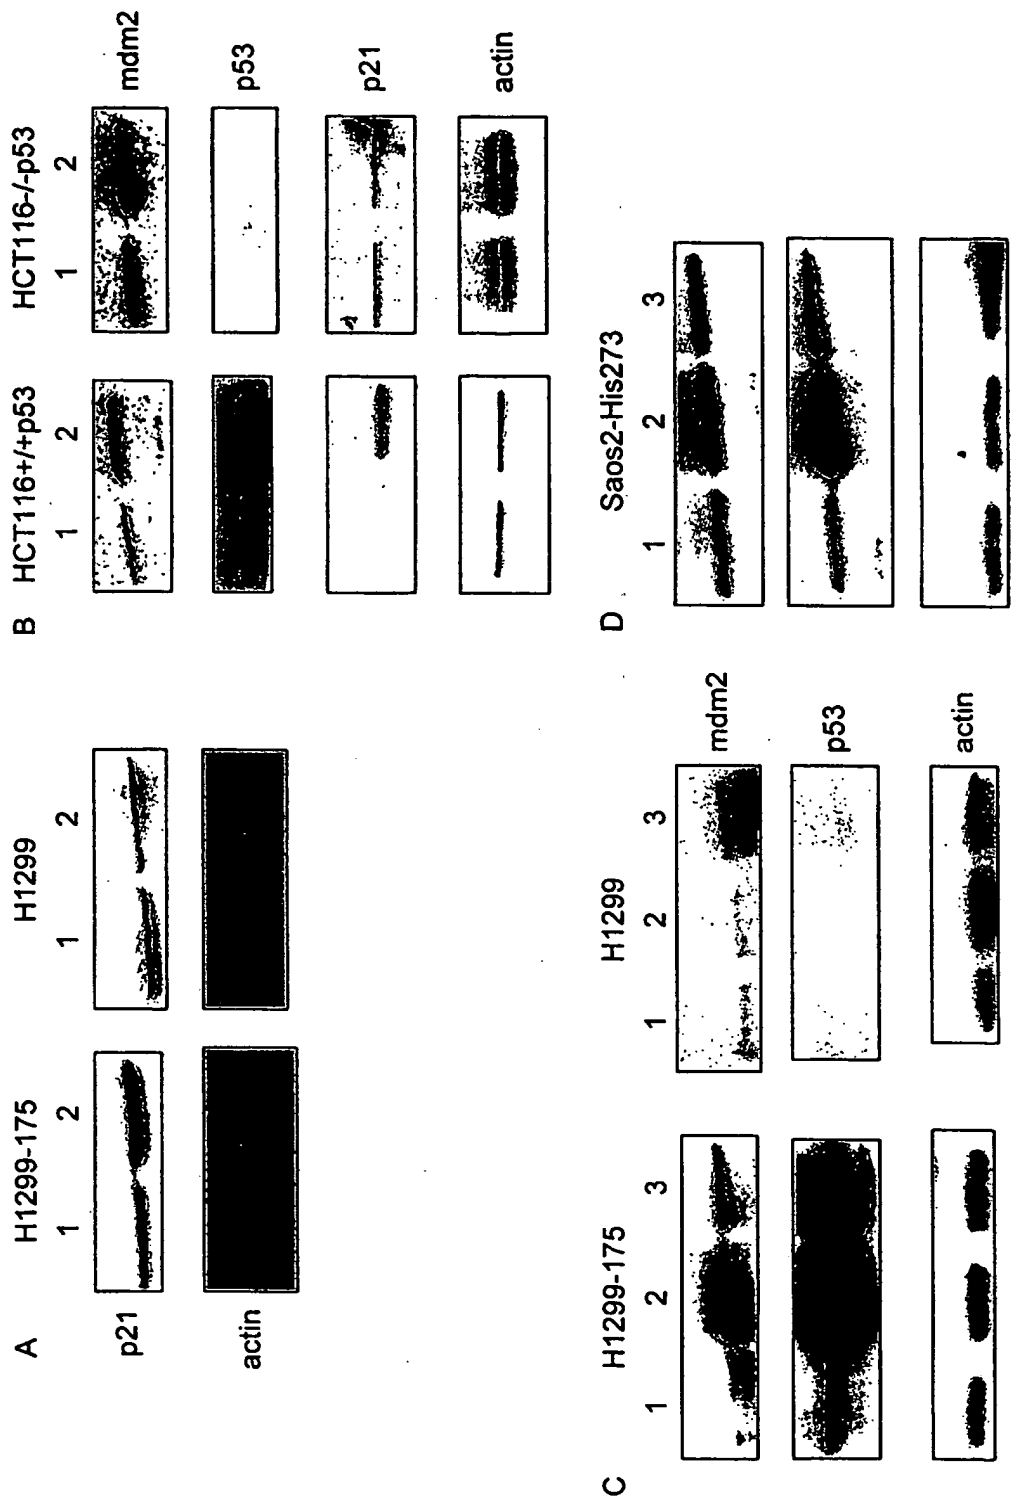 A
H1299-175
H1299
1 2
1 2
p21
actin
B
HCT116+/+p53
HCT116-/-p53
1 2
1 2
mdm2
p53
p21
actin
C
H1299-175
H1299
1 2 3
1 2 3
mdm2
p53
actin
D
Saos2-His273
1 2 3